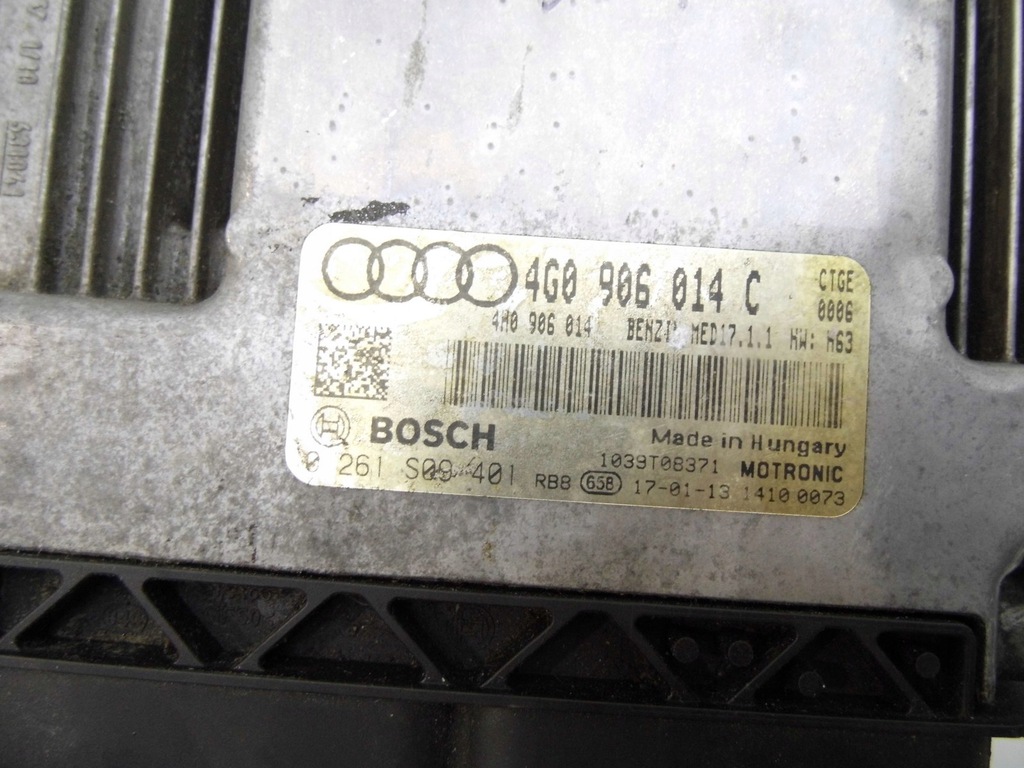 4G0 906 014 C
CTGE
0006
4H0 906 014 BENZIN MED17.1.1 HW: H63
BOSCH
Made in Hungary
1039T08371 MOTRONIC
0 261 S09 401 RB8 658 17-01-13 1410 0073